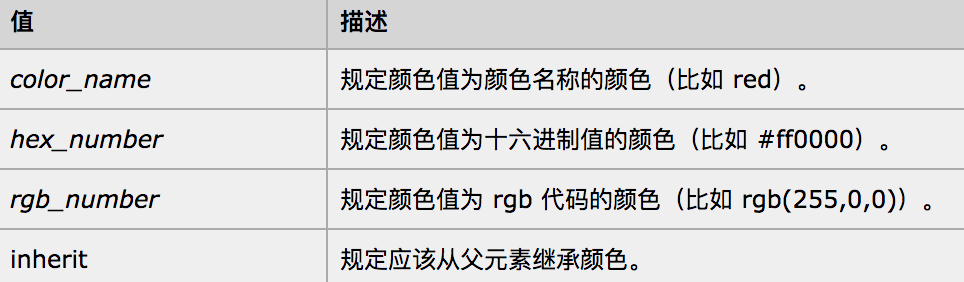 值 描述
color_name 规定颜色值为颜色名称的颜色（比如 red）。
hex_number 规定颜色值为十六进制值的颜色（比如 #ff0000）。
rgb_number 规定颜色值为 rgb 代码的颜色（比如 rgb(255,0,0)）。
inherit 规定应该从父元素继承颜色。